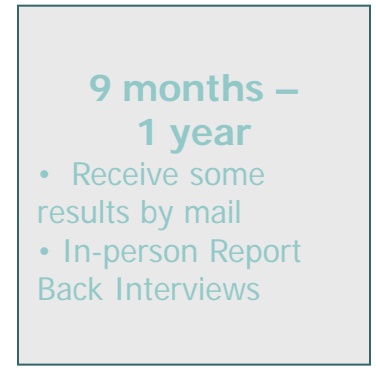 9 months –
1 year
• Receive some
results by mail
• In-person Report
Back Interviews